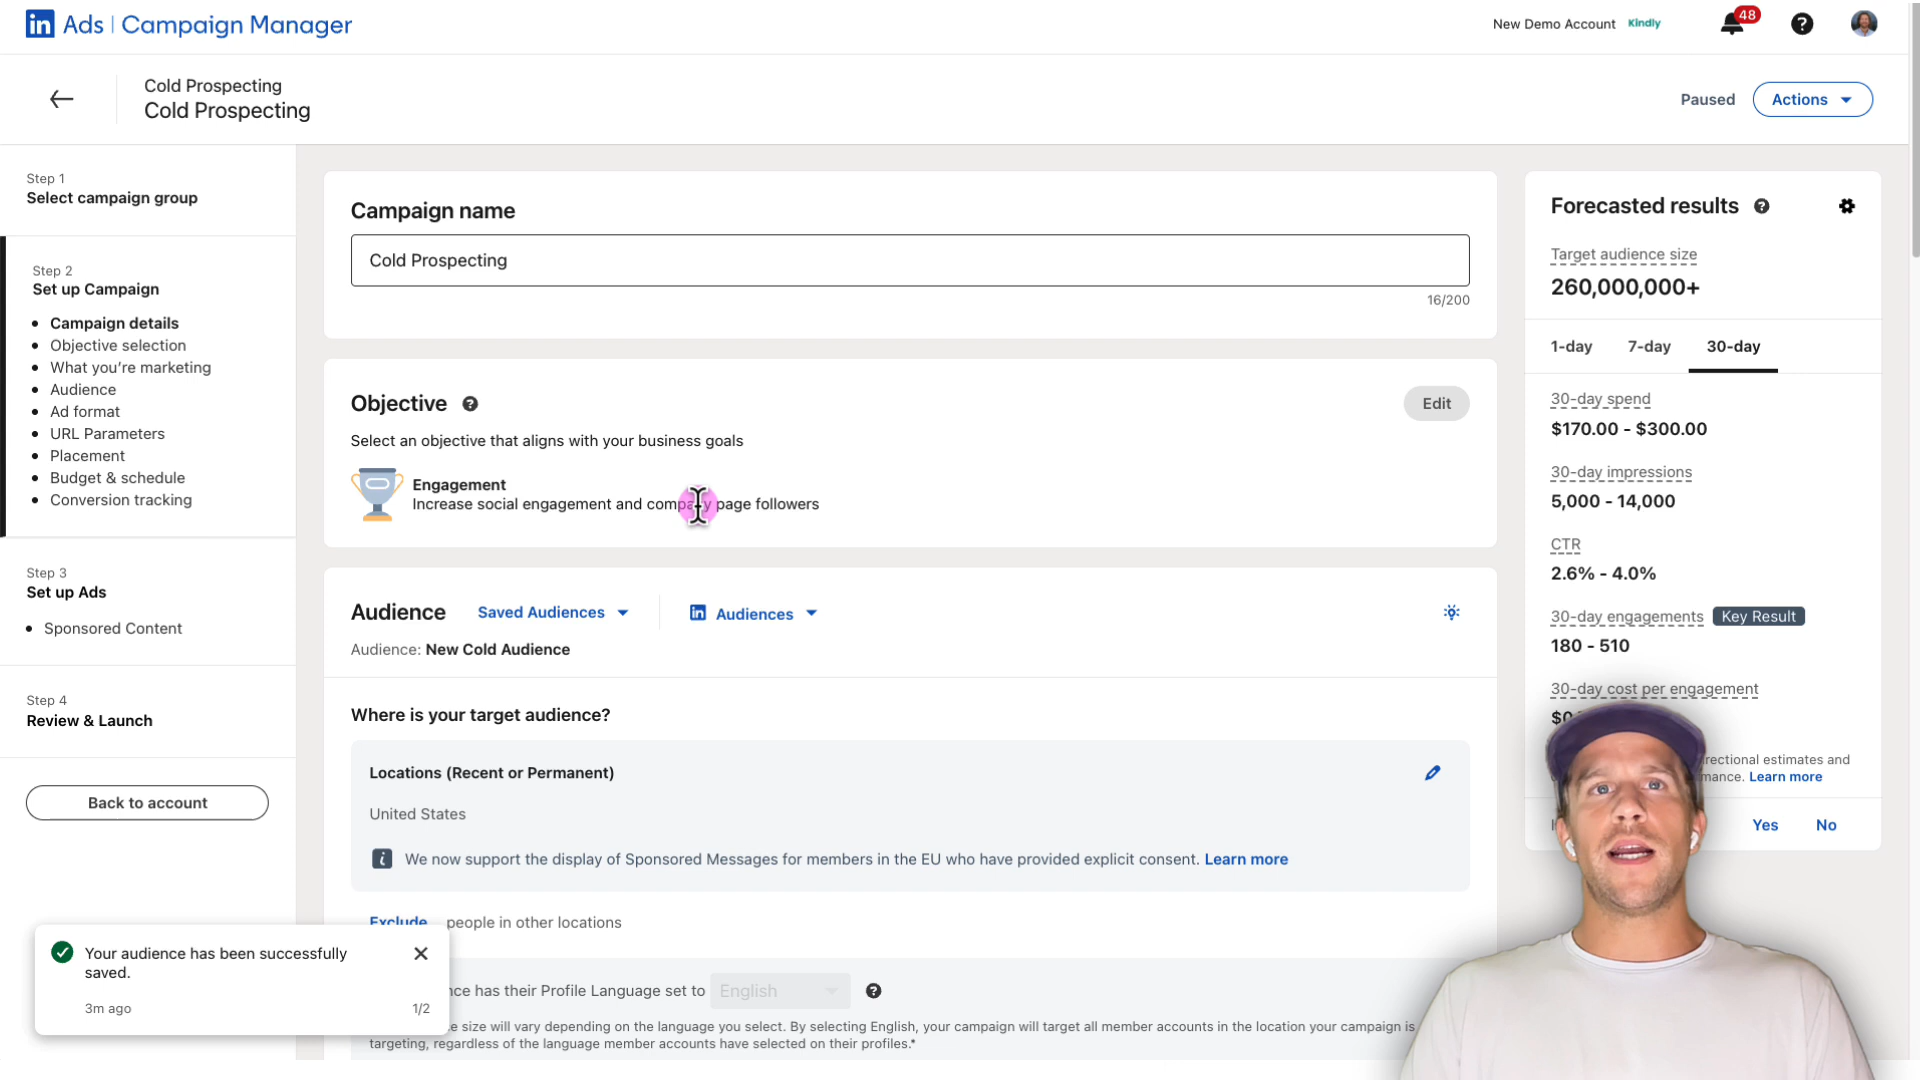 in Ads | Campaign Manager
New Demo Account Kindly
48
Cold Prospecting
Cold Prospecting
Paused
Actions
Step 1
Select campaign group
Step 2
Set up Campaign
Campaign details
Objective selection
What you're marketing
Audience
Ad format
URL Parameters
Placement
Budget & schedule
Conversion tracking
Step 3
Set up Ads
Sponsored Content
Step 4
Review & Launch
Back to account
Your audience has been successfully
saved.
3m ago
1/2
Campaign name
Cold Prospecting
16/200
Objective
Edit
Select an objective that aligns with your business goals
Engagement
Increase social engagement and company page followers
Audience
Saved Audiences
in Audiences
Audience: New Cold Audience
Where is your target audience?
Locations (Recent or Permanent)
United States
We now support the display of Sponsored Messages for members in the EU who have provided explicit consent. Learn more
Exclude people in other locations
has their Profile Language set to English
size will vary depending on the language you select. By selecting English, your campaign will target all member accounts in the location your campaign is
targeting, regardless of the language member accounts have selected on their profiles.*
Forecasted results
Target audience size
260,000,000+
1-day
7-day
30-day
30-day spend
$170.00 - $300.00
30-day impressions
5,000 - 14,000
CTR
2.6% - 4.0%
30-day engagements Key Result
180 - 510
30-day cost per engagement
estimates and
Learn more
Yes
No